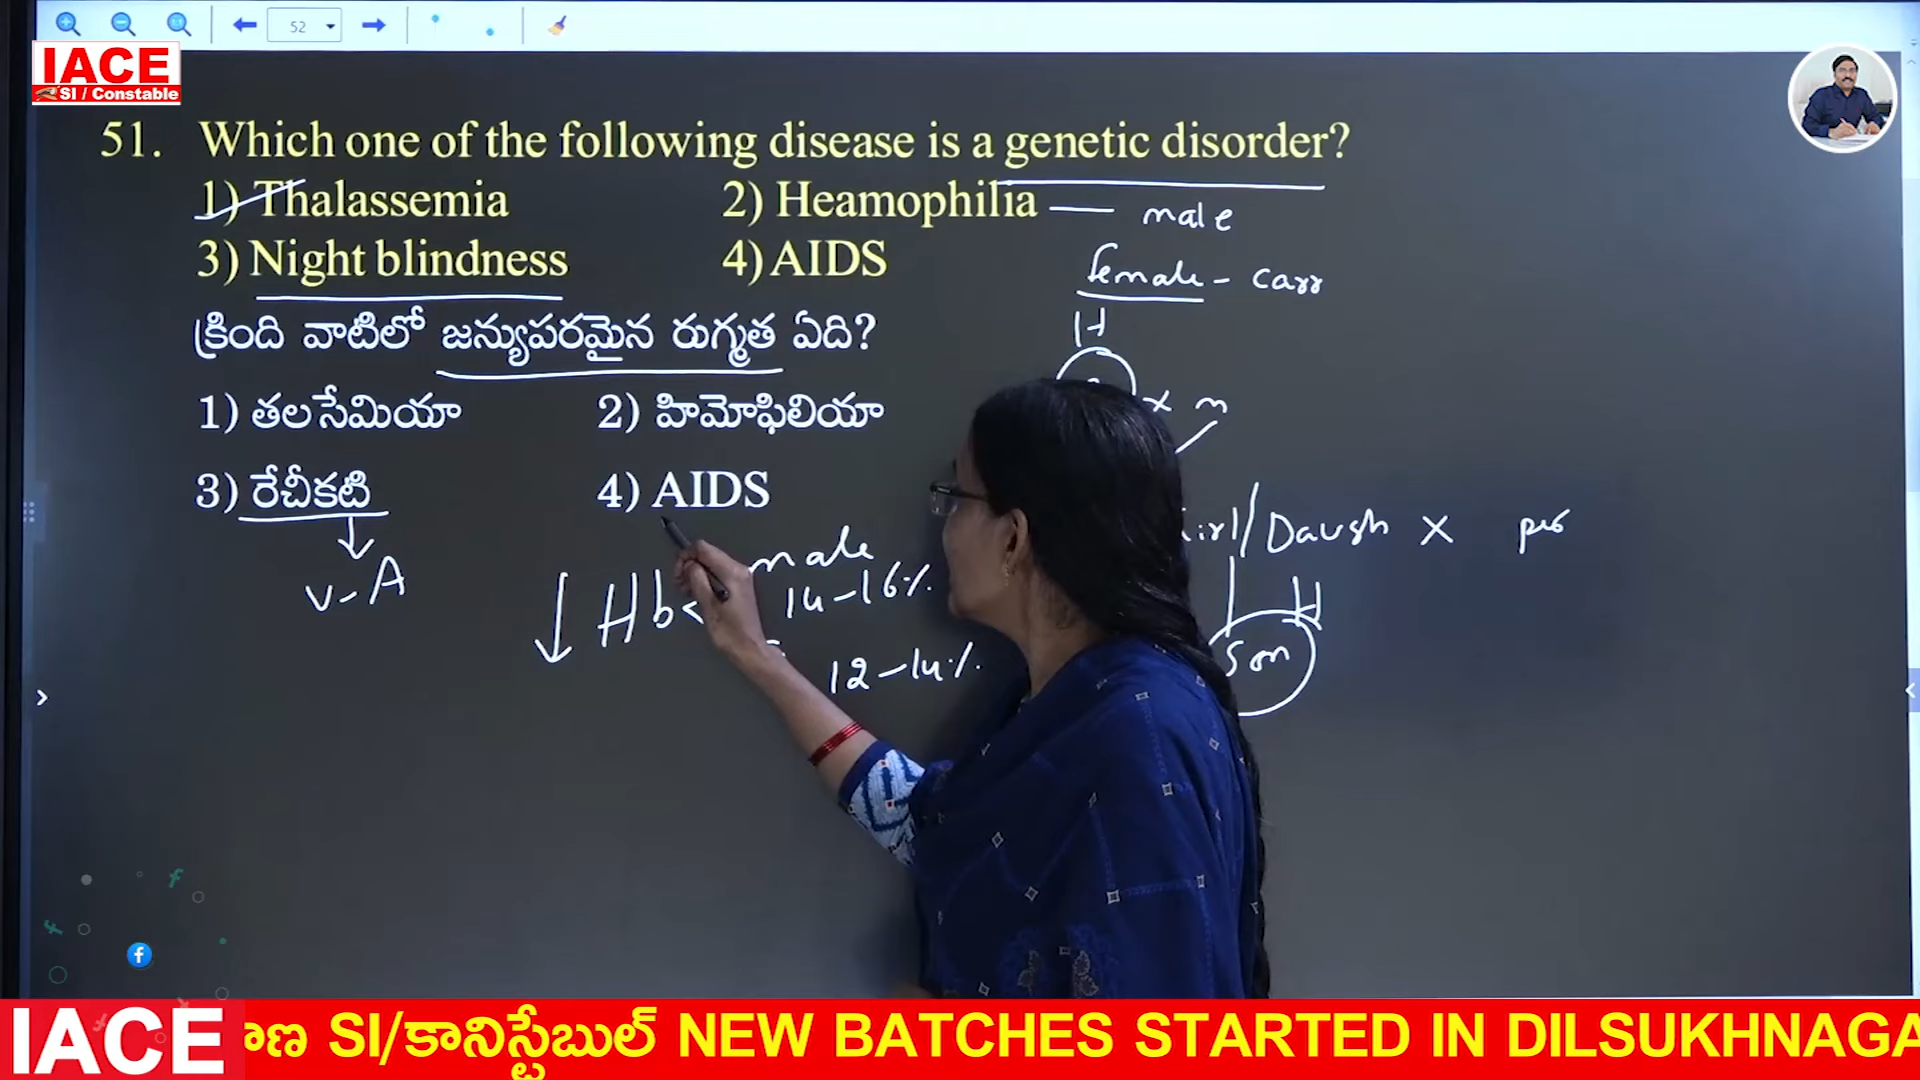 52
IACE
SI / Constable
51. Which one of the following disease is a genetic disorder?
1) Thalassemia 2) Heamophilia — male
3) Night blindness 4) AIDS
female - carr
H
క్రింది వాటిలో జన్యుపరమైన రుగ్మత ఏది?
1) తలసేమియా 2) హిమోఫిలియా
x m
3) రేచీకటి 4) AIDS
irl/Daugh X
V-A
male
↓ Hb < 14-16%
12-14%
H
Son
IACE
ాణ SI/కానిస్టేబుల్ NEW BATCHES STARTED IN DILSUKHNAGA